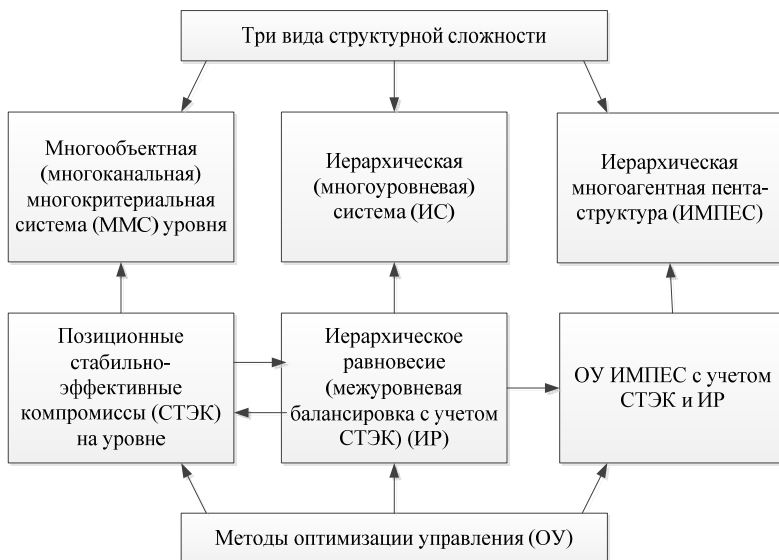 Три вида структурной сложности
Многообъектная
(многоканальная)
многокритериальная
система (ММС) уровня
Иерархическая
(многоуровневая)
система (ИС)
Иерархическая
многоагентная пента-
структура (ИМПЕС)
Позиционные
стабильно-
эффективные
компромиссы (СТЭК)
на уровне
Иерархическое
равновесие
(межуровневая
балансировка с учетом
СТЭК) (ИР)
ОУ ИМПЕС с учетом
СТЭК и ИР
Методы оптимизации управления (ОУ)